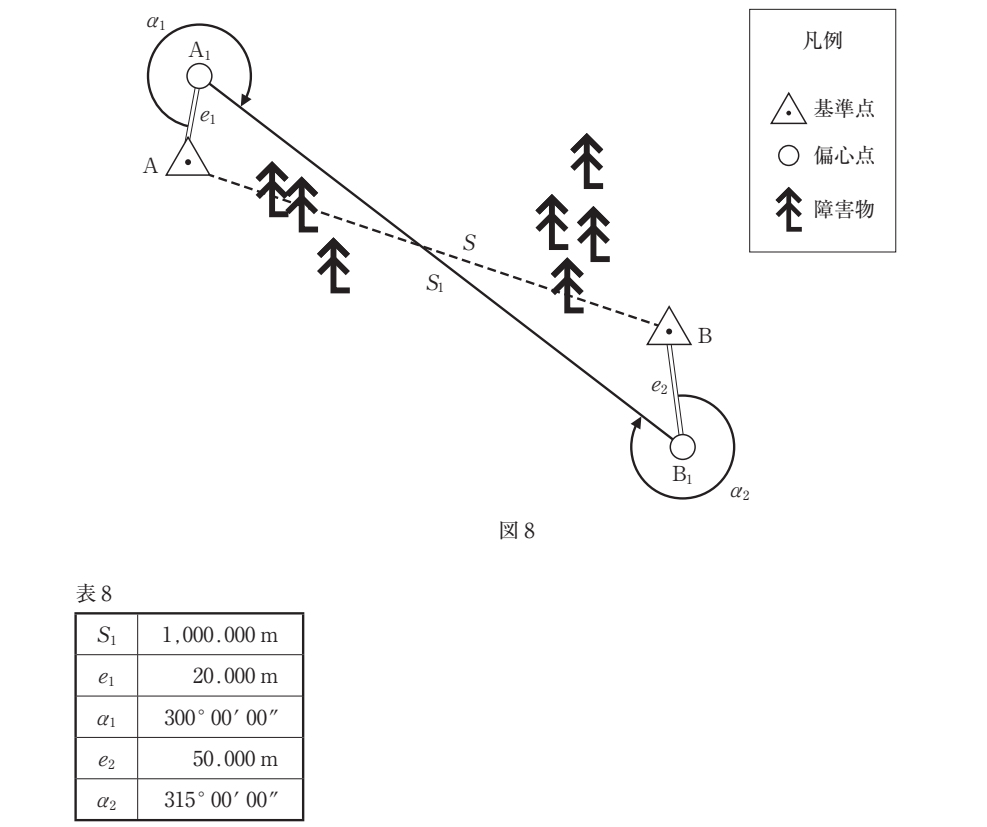 α₁
A₁
e₁
A
S
S₁
B
e₂
B₁
α₂
凡例
基準点
偏心点
障害物
図 8
表 8
S₁ 1,000.000 m
e₁ 20.000 m
α₁ 300° 00′ 00″
e₂ 50.000 m
α₂ 315° 00′ 00″